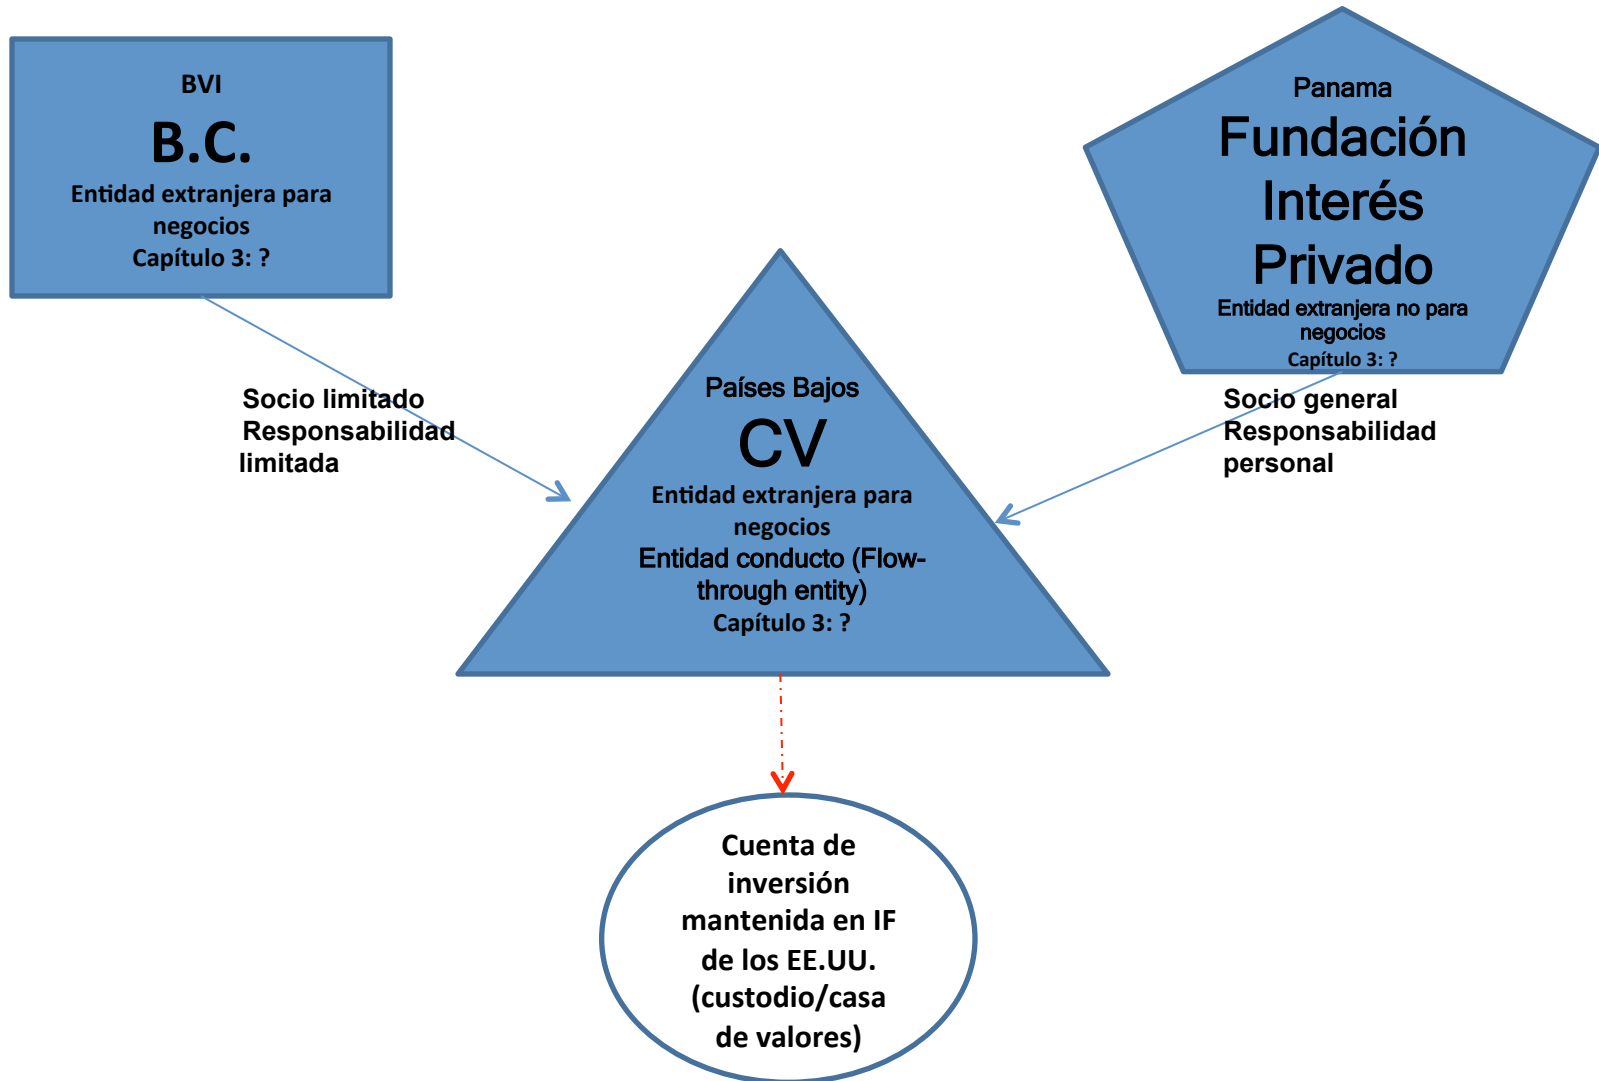 BVI
B.C.
Entidad extranjera para
negocios
Capítulo 3: ?
Panama
Fundación
Interés
Privado
Entidad extranjera no para
negocios
Capítulo 3: ?
Socio limitado
Responsabilidad
limitada
Socio general
Responsabilidad
personal
Países Bajos
CV
Entidad extranjera para
negocios
Entidad conducto (Flow-
through entity)
Capítulo 3: ?
Cuenta de
inversión
mantenida en IF
de los EE.UU.
(custodio/casa
de valores)